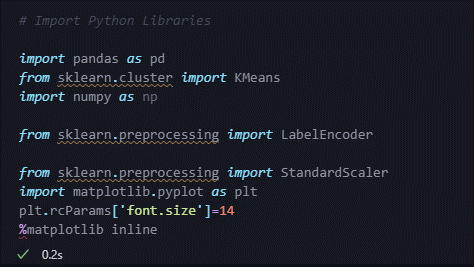 # Import Python Libraries
import pandas as pd
from sklearn.cluster import KMeans
import numpy as np
from sklearn.preprocessing import LabelEncoder
from sklearn.preprocessing import StandardScaler
import matplotlib.pyplot as plt
plt.rcParams['font.size']=14
%matplotlib inline
✓ 0.2s